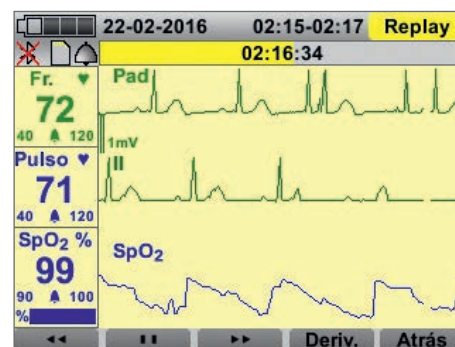 22-02-2016 02:15-02:17 Replay
02:16:34
Fr.
72
40 120
Pad
1mV
II
Pulso
71
40 120
SpO2 %
99
90 100
%
SpO2
Deriv. Atrás